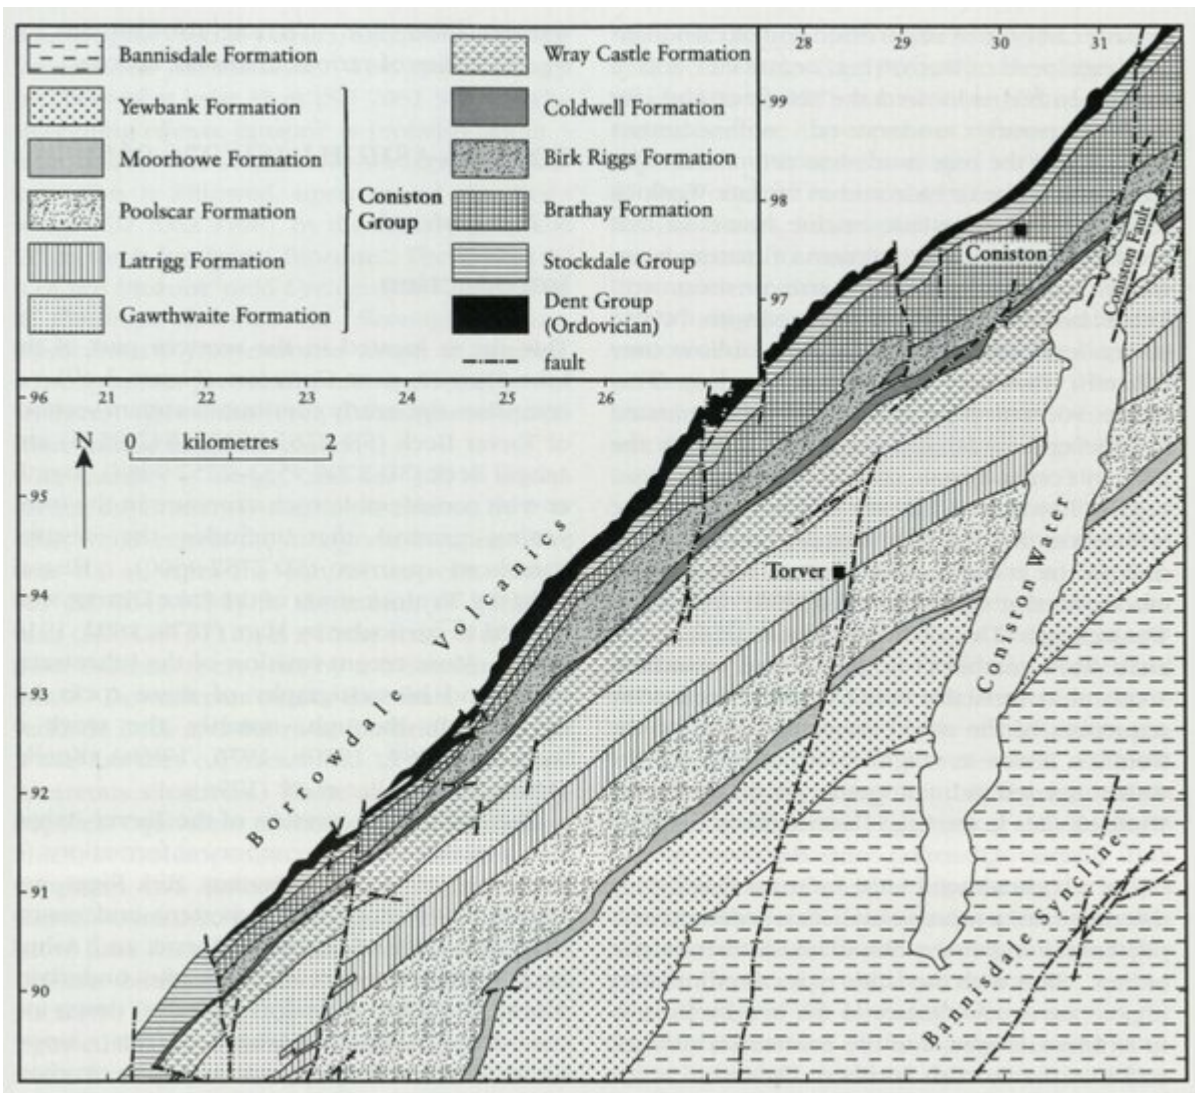 Bannisdale Formation
Yewbank Formation
Moorhowe Formation
Poolscar Formation
Latrigg Formation
Gawthwaite Formation
Coniston
Group
Wray Castle Formation
Coldwell Formation
Birk Riggs Formation
Brathay Formation
Stockdale Group
Dent Group
(Ordovician)
fault
28 29 30 31
99
98
97
96
21 22 23 24 25 26
N
0 kilometres 2
95
94
93
92
91
90
Coniston
Coniston Fault
Torver
Coniston Water
Borrowdale Volcanics
Bannisdale Syncline